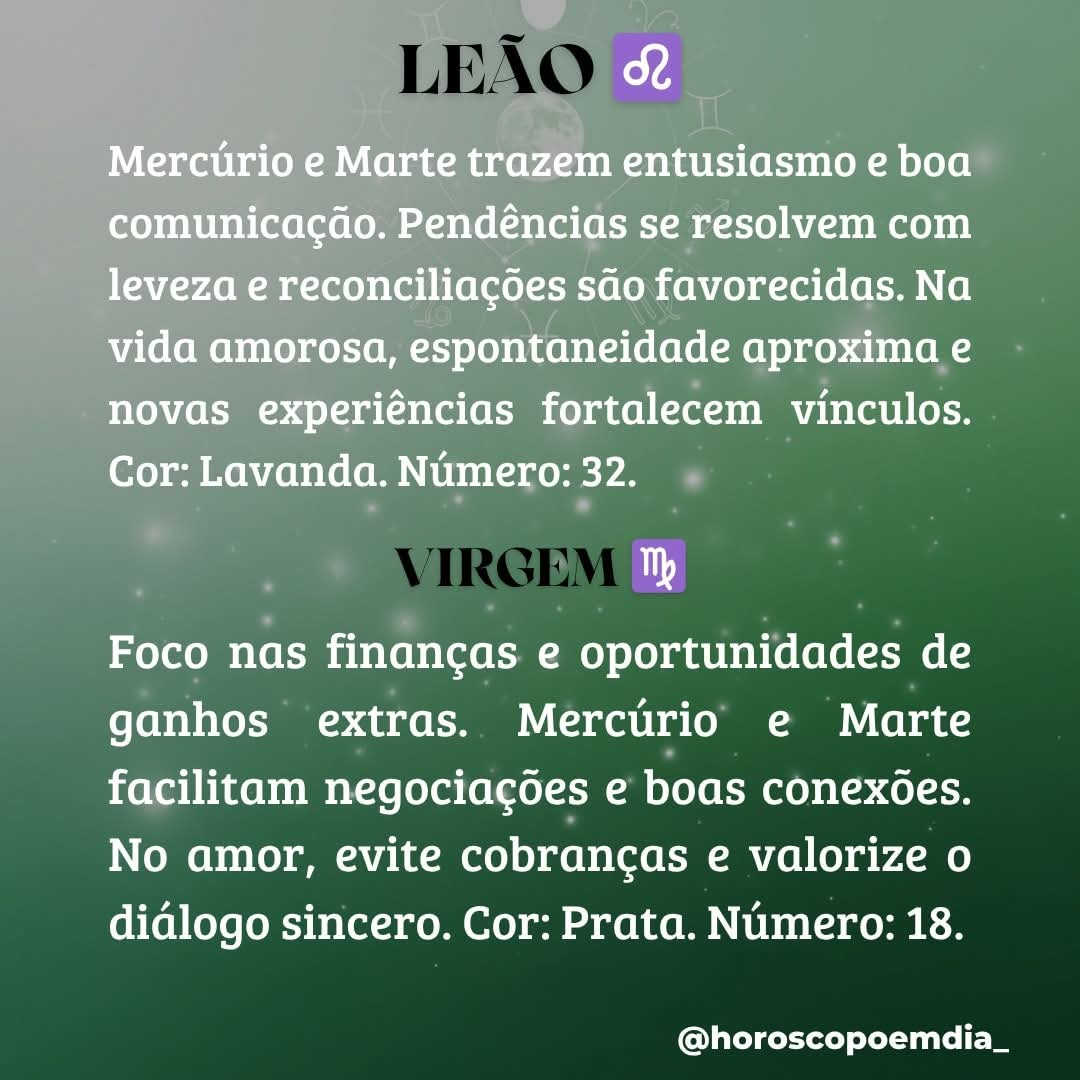 LEÃO ♌
Mercúrio e Marte trazem entusiasmo e boa
comunicação. Pendências se resolvem com
leveza e reconciliações são favorecidas. Na
vida amorosa, espontaneidade aproxima e
novas experiências fortalecem vínculos.
Cor: Lavanda. Número: 32.
VIRGEM ♍
Foco nas finanças e oportunidades de
ganhos extras. Mercúrio e Marte
facilitam negociações e boas conexões.
No amor, evite cobranças e valorize o
diálogo sincero. Cor: Prata. Número: 18.
@horoscopoemdia_